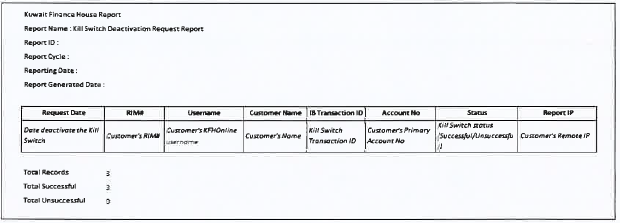 Kuwait Finance House Report
Report Name : Kill Switch Deactivation Request Report
Report ID :
Report Cycle :
Reporting Date :
Report Generated Date :
Request Date RIM# Username Customer Name IB Transaction ID Account No Status Report IP
Date deactivate the Kill Switch Customer's RIM# Customer's KFHOnline username Customer's Name Kill Switch Transaction ID Customer's Primary Account No Kill Switch status (Successful/Unsuccessful) Customer's Remote IP
Total Records 3
Total Successful 3
Total Unsuccessful 0